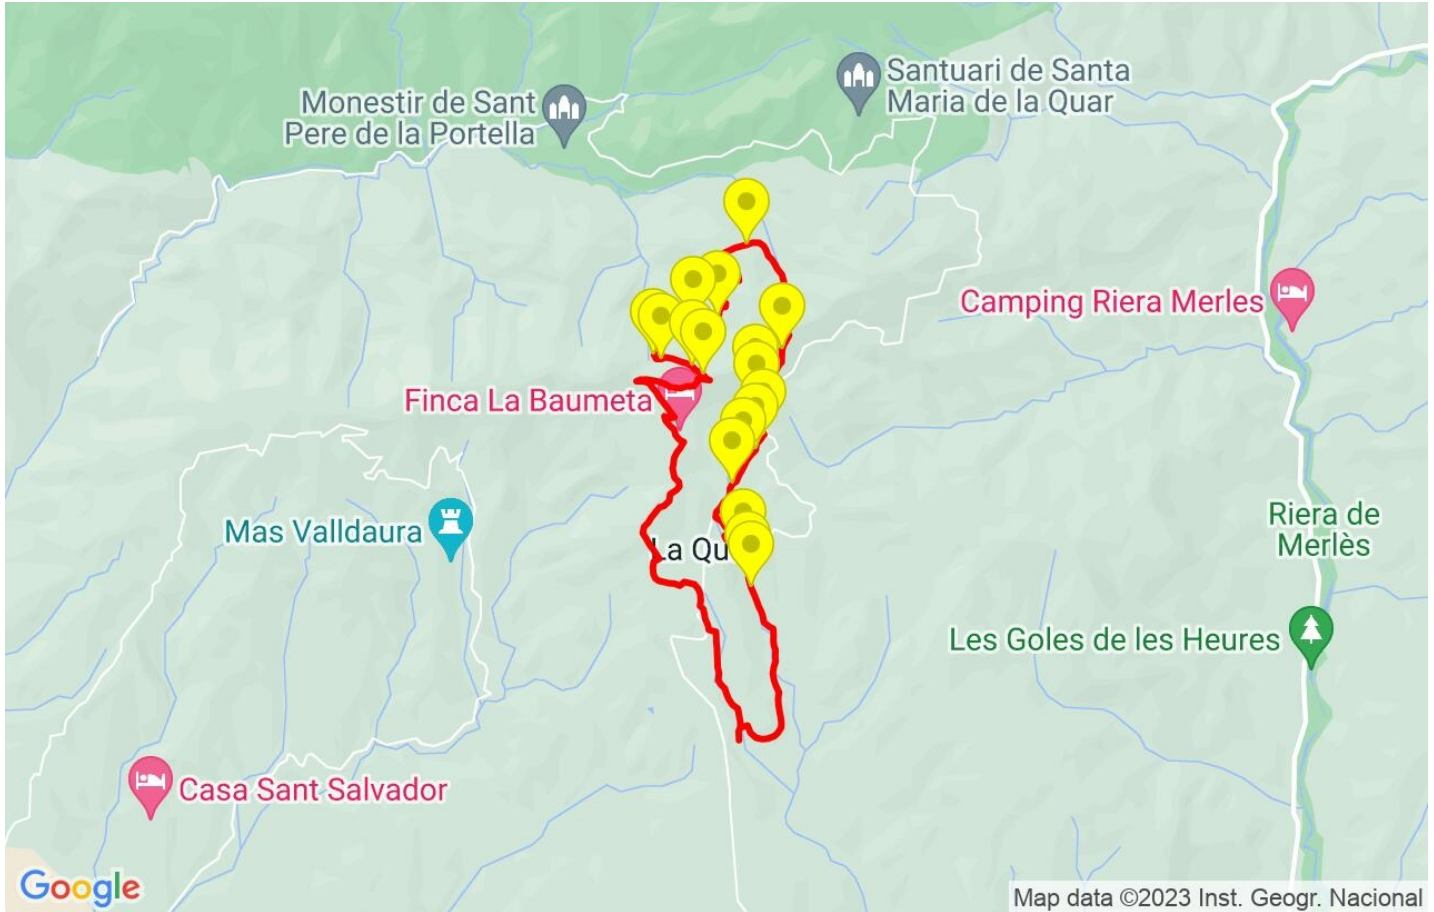 Santuari de Santa
Maria de la Quar
Monestir de Sant
Pere de la Portella
Camping Riera Merles
Finca La Baumeta
Mas Valldaura
Riera de
Merlès
La Qu
Les Goles de les Heures
Casa Sant Salvador
Google
Map data ©2023 Inst. Geogr. Nacional